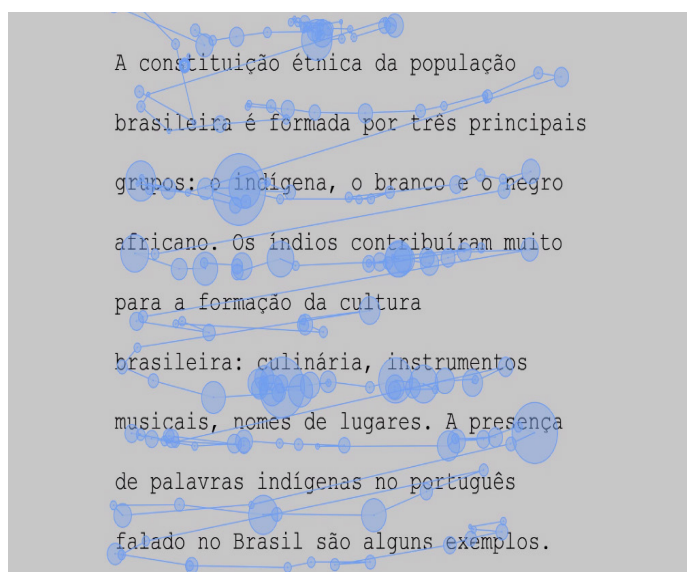 A constituição étnica da população
brasileira é formada por três principais
grupos: o indígena, o branco e o negro
africano. Os índios contribuíram muito
para a formação da cultura
brasileira: culinária, instrumentos
musicais, nomes de lugares. A presença
de palavras indígenas no português
falado no Brasil são alguns exemplos.